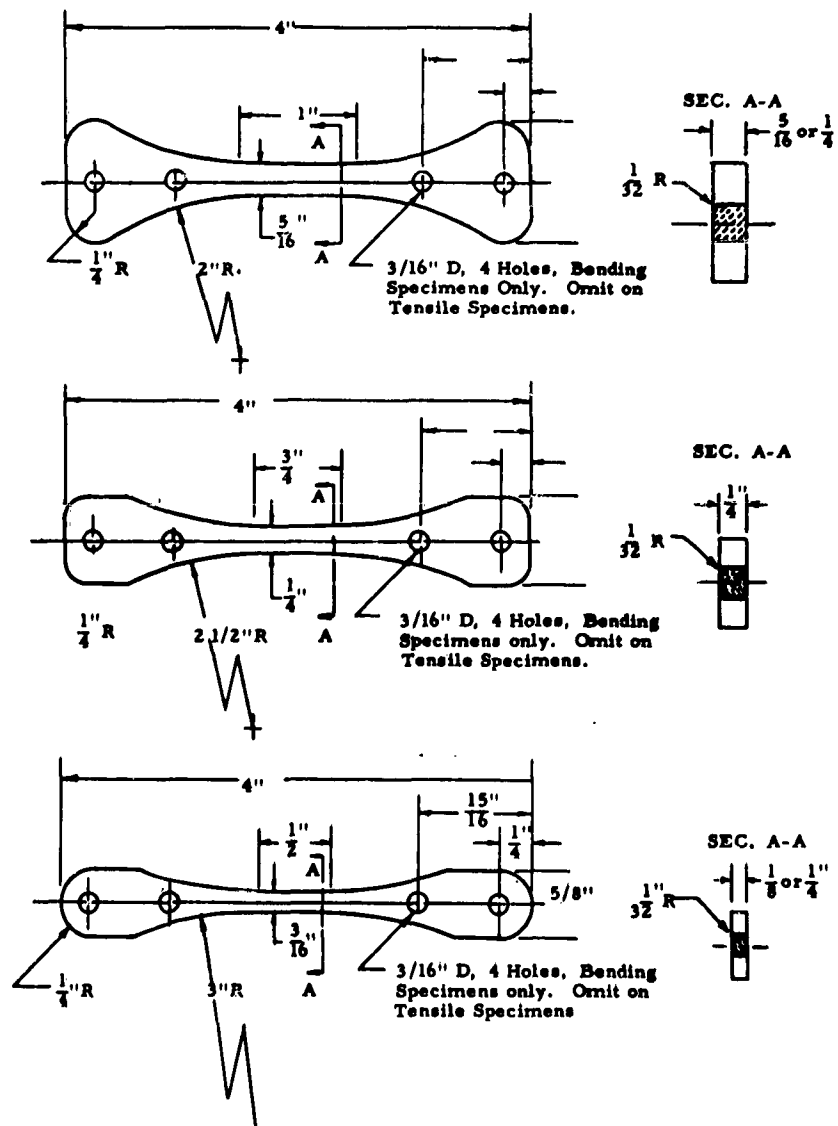 4"
1"
A
5/16"
A
1/4 R
2"R.
3/16" D, 4 Holes, Bending
Specimens Only. Omit on
Tensile Specimens.
SEC. A-A
5/16 or 1/4
1/32 R
4"
3/4"
A
1/4"
A
1/4 R
2 1/2"R
3/16" D, 4 Holes, Bending
Specimens only. Omit on
Tensile Specimens.
SEC. A-A
1/4"
1/32 R
4"
15/16"
1/2"
1/4"
A
5/8"
3/16"
A
1/4"R
3"R
3/16" D, 4 Holes, Bending
Specimens only. Omit on
Tensile Specimens
SEC. A-A
1/8 or 1/4"
1/32" R